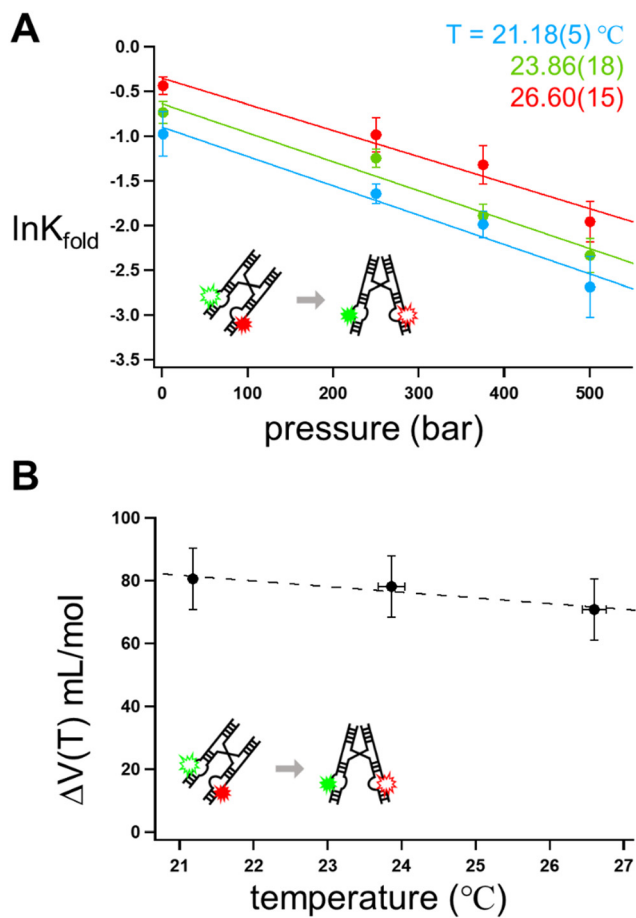 A
T = 21.18(5) °C
23.86(18)
26.60(15)
0.0
-0.5
-1.0
-1.5
-2.0
-2.5
-3.0
-3.5
lnKfold
0 100 200 300 400 500
pressure (bar)
B
100
80
60
40
20
0
ΔV(T) mL/mol
21 22 23 24 25 26 27
temperature (°C)